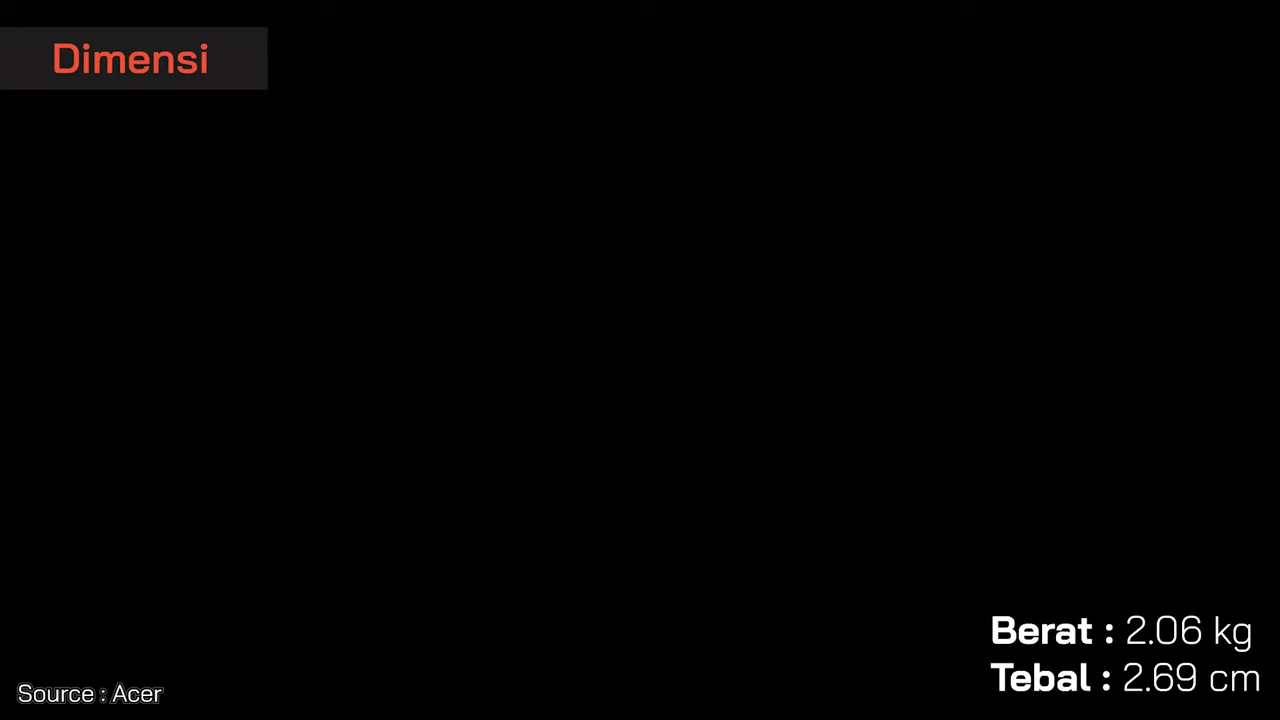 Dimensi
Berat : 2.06 kg
Tebal : 2.69 cm
Source : Acer